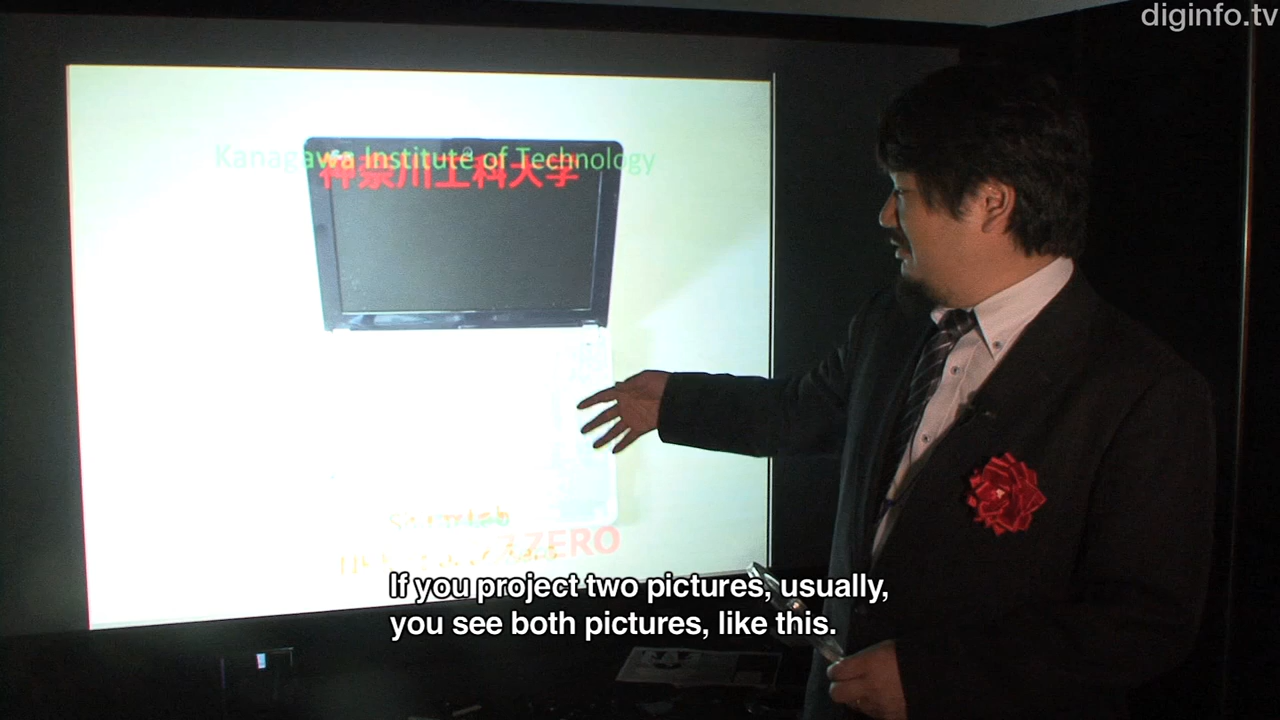 diginfo.tv
Kanagawa Institute of Technology
神奈川工科大学
ZERO
If you project two pictures, usually,
you see both pictures, like this.